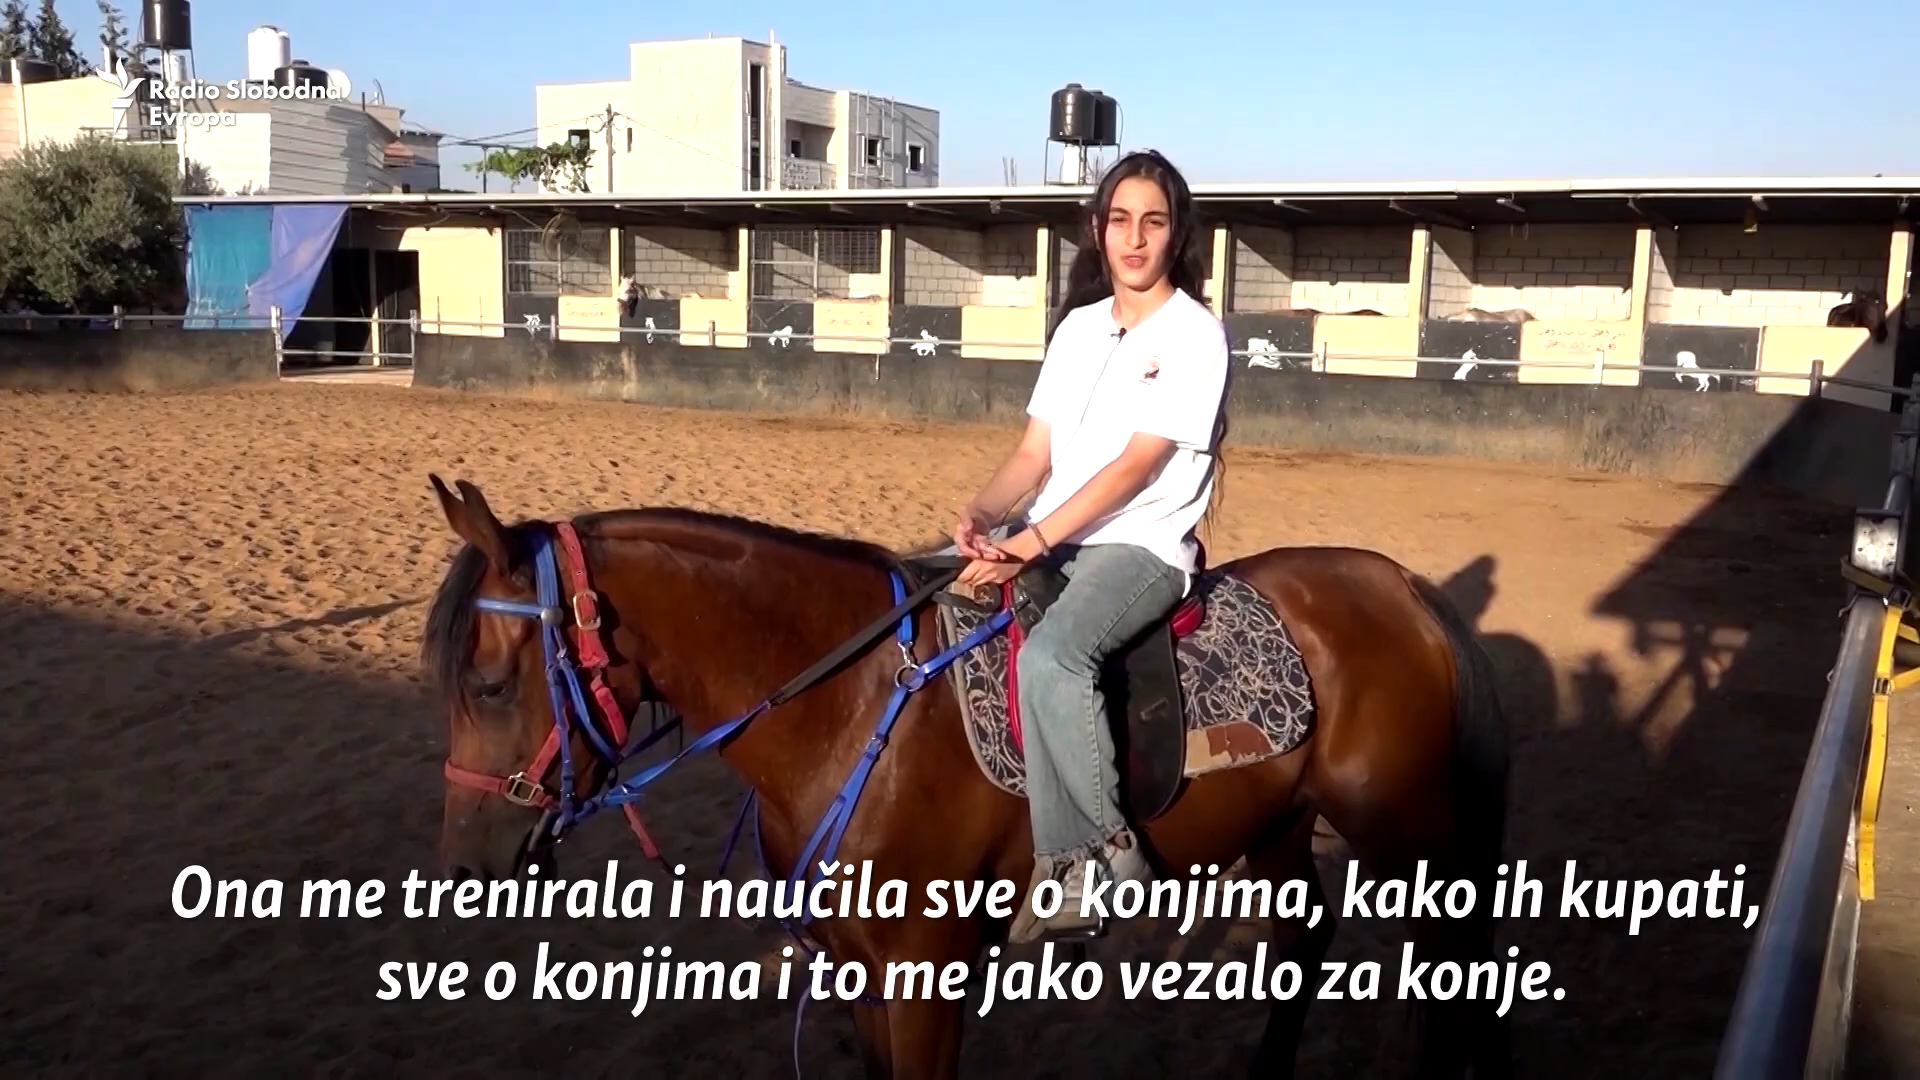 Radio Slobodna
Evropa
Ona me trenirala i naučila sve o konjima, kako ih kupati,
sve o konjima i to me jako vezalo za konje.